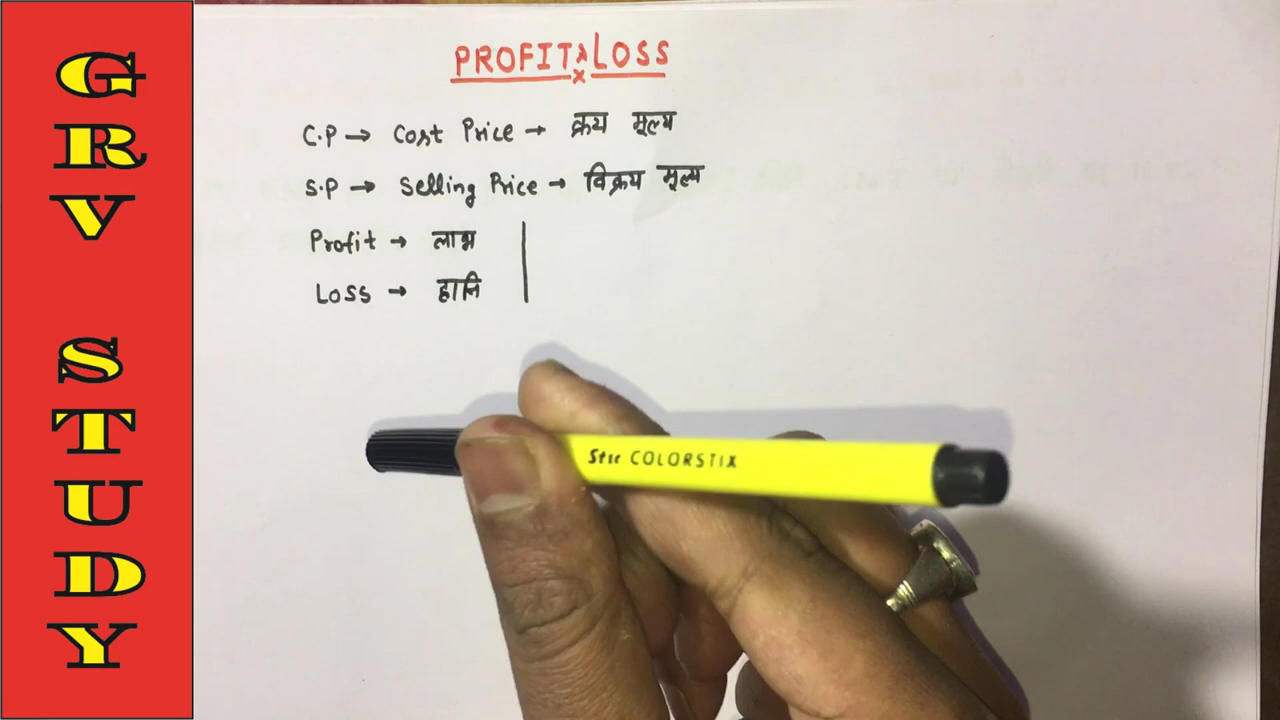 GRV STUDY
PROFIT & LOSS
C.P → Cost Price → क्रय मूल्य
S.P → Selling Price → विक्रय मूल्य
Profit → लाभ
Loss → हानि
Stic COLORSTIX